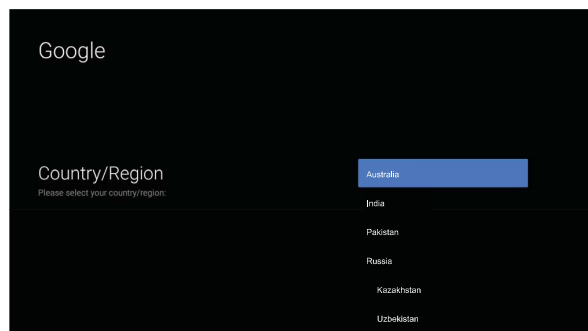 Google
Country/Region
Please select your country/region:
Australia
India
Pakistan
Russia
Kazakhstan
Uzbekistan